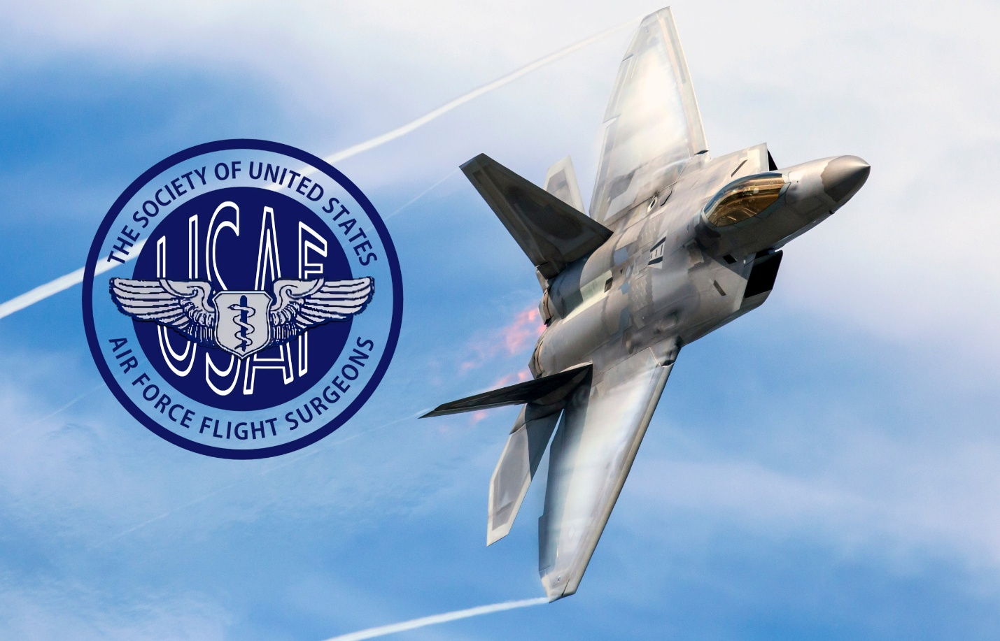 THE SOCIETY OF UNITED STATES
USAF
AIR FORCE FLIGHT SURGEONS